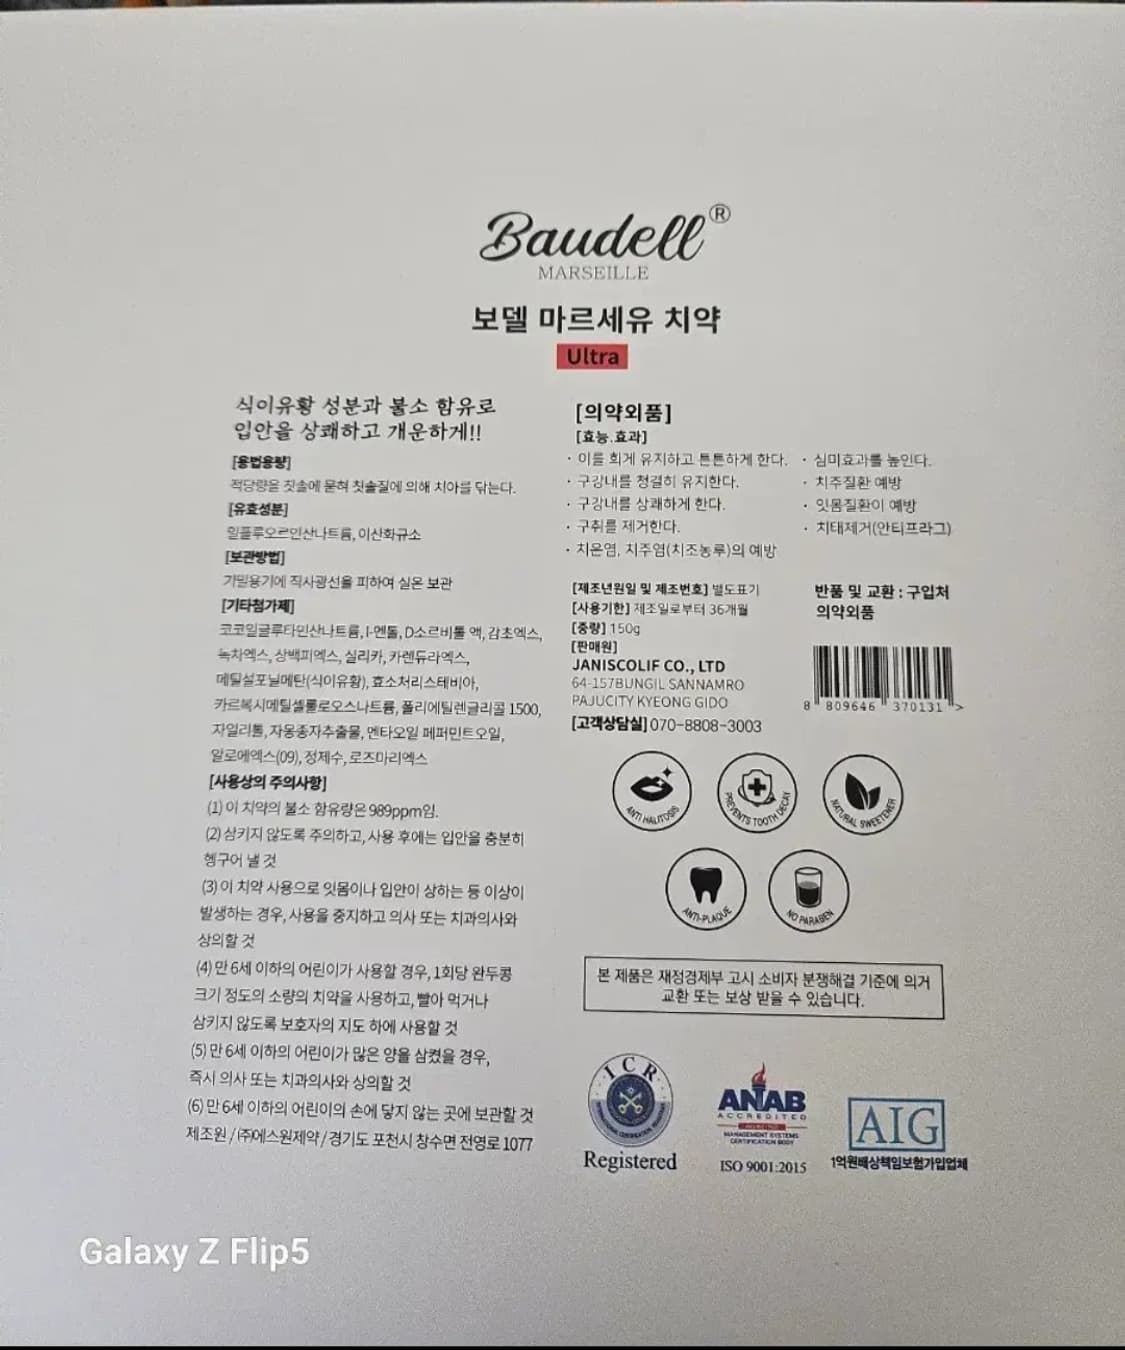 Baudell®
MARSEILLE
보델 마르세유 치약
Ultra
식이유황 성분과 불소 함유로
입안을 상쾌하고 개운하게!!
[용법용량]
적당량을 칫솔에 묻혀 칫솔질에 의해 치아를 닦는다.
[유효성분]
일플루오르인산나트륨, 이산화규소
[보관방법]
기밀용기에 직사광선을 피하여 실온 보관
[기타첨가제]
코코일글루타민산나트륨, l-멘톨, D소르비톨 액, 감초엑스,
녹차엑스, 상백피엑스, 실리카, 카렌듀라엑스,
메틸설포닐메탄(식이유황), 효소처리스테비아,
카르복시메틸셀룰로오스나트륨, 폴리에틸렌글리콜 1500,
자일리톨, 자몽종자추출물, 멘타오일 페퍼민트오일,
알로에엑스(09), 정제수, 로즈마리엑스
[사용상의 주의사항]
(1) 이 치약의 불소 함유량은 989ppm임.
(2) 삼키지 않도록 주의하고, 사용 후에는 입안을 충분히
헹구어 낼 것
(3) 이 치약 사용으로 잇몸이나 입안이 상하는 등 이상이
발생하는 경우, 사용을 중지하고 의사 또는 치과의사와
상의할 것
(4) 만 6세 이하의 어린이가 사용할 경우, 1회당 완두콩
크기 정도의 소량의 치약을 사용하고, 빨아 먹거나
삼키지 않도록 보호자의 지도 하에 사용할 것
(5) 만 6세 이하의 어린이가 많은 양을 삼켰을 경우,
즉시 의사 또는 치과의사와 상의할 것
(6) 만 6세 이하의 어린이의 손에 닿지 않는 곳에 보관할 것
제조원 / ㈜에스원제약 / 경기도 포천시 창수면 전영로 1077
[의약외품]
[효능.효과]
· 이를 희게 유지하고 튼튼하게 한다.
· 구강내를 청결히 유지한다.
· 구강내를 상쾌하게 한다.
· 구취를 제거한다.
· 치은염, 치주염(치조농루)의 예방
· 심미효과를 높인다.
· 치주질환 예방
· 잇몸질환이 예방
· 치태제거(안티프라그)
[제조년원일 및 제조번호] 별도표기
[사용기한] 제조일로부터 36개월
[중량] 150g
[판매원]
JANISCOLIF CO., LTD
64-157BUNGIL SANNAMRO
PAJUCITY KYEONG GIDO
[고객상담실] 070-8808-3003
반품 및 교환 : 구입처
의약외품
8 809646 370131 >
ANTI HALITOSIS
PREVENTS TOOTH DECAY
NATURAL SWEETENER
ANTI-PLAQUE
NO PARABEN
본 제품은 재정경제부 고시 소비자 분쟁해결 기준에 의거
교환 또는 보상 받을 수 있습니다.
ICR
Registered
ANAB
ACCREDITED
MANAGEMENT SYSTEMS
CERTIFICATION BODY
ISO 9001:2015
AIG
1억원배상책임보험가입업체
Galaxy Z Flip5